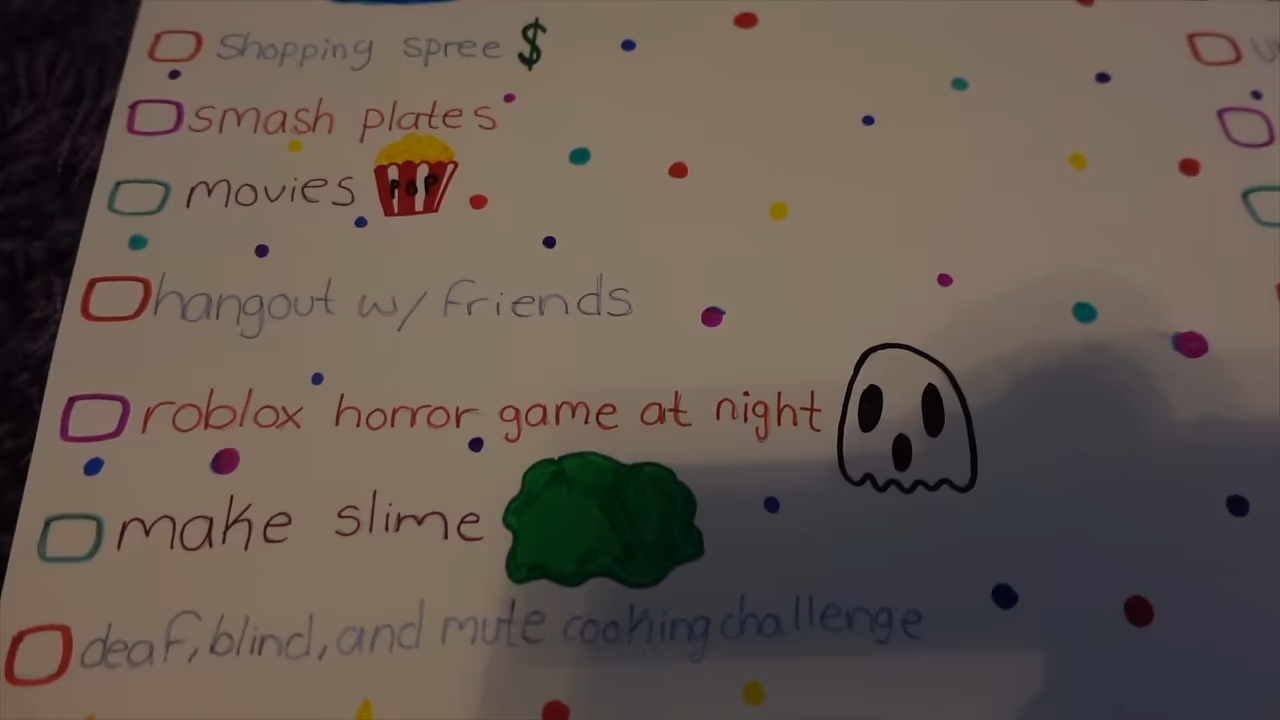 Shopping spree $
smash plates
movies POP
hangout w/ friends
roblox horror game at night
make slime
deaf, blind, and mute cooking challenge